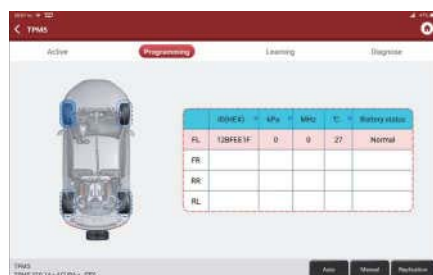 TPMS
Active Programming Learning Diagnose
ID(HEX) kPa MHz °C Battery status
FL 12BFEE1F 0 0 27 Normal
FR
RR
RL
TPMS
Auto Manual Replication